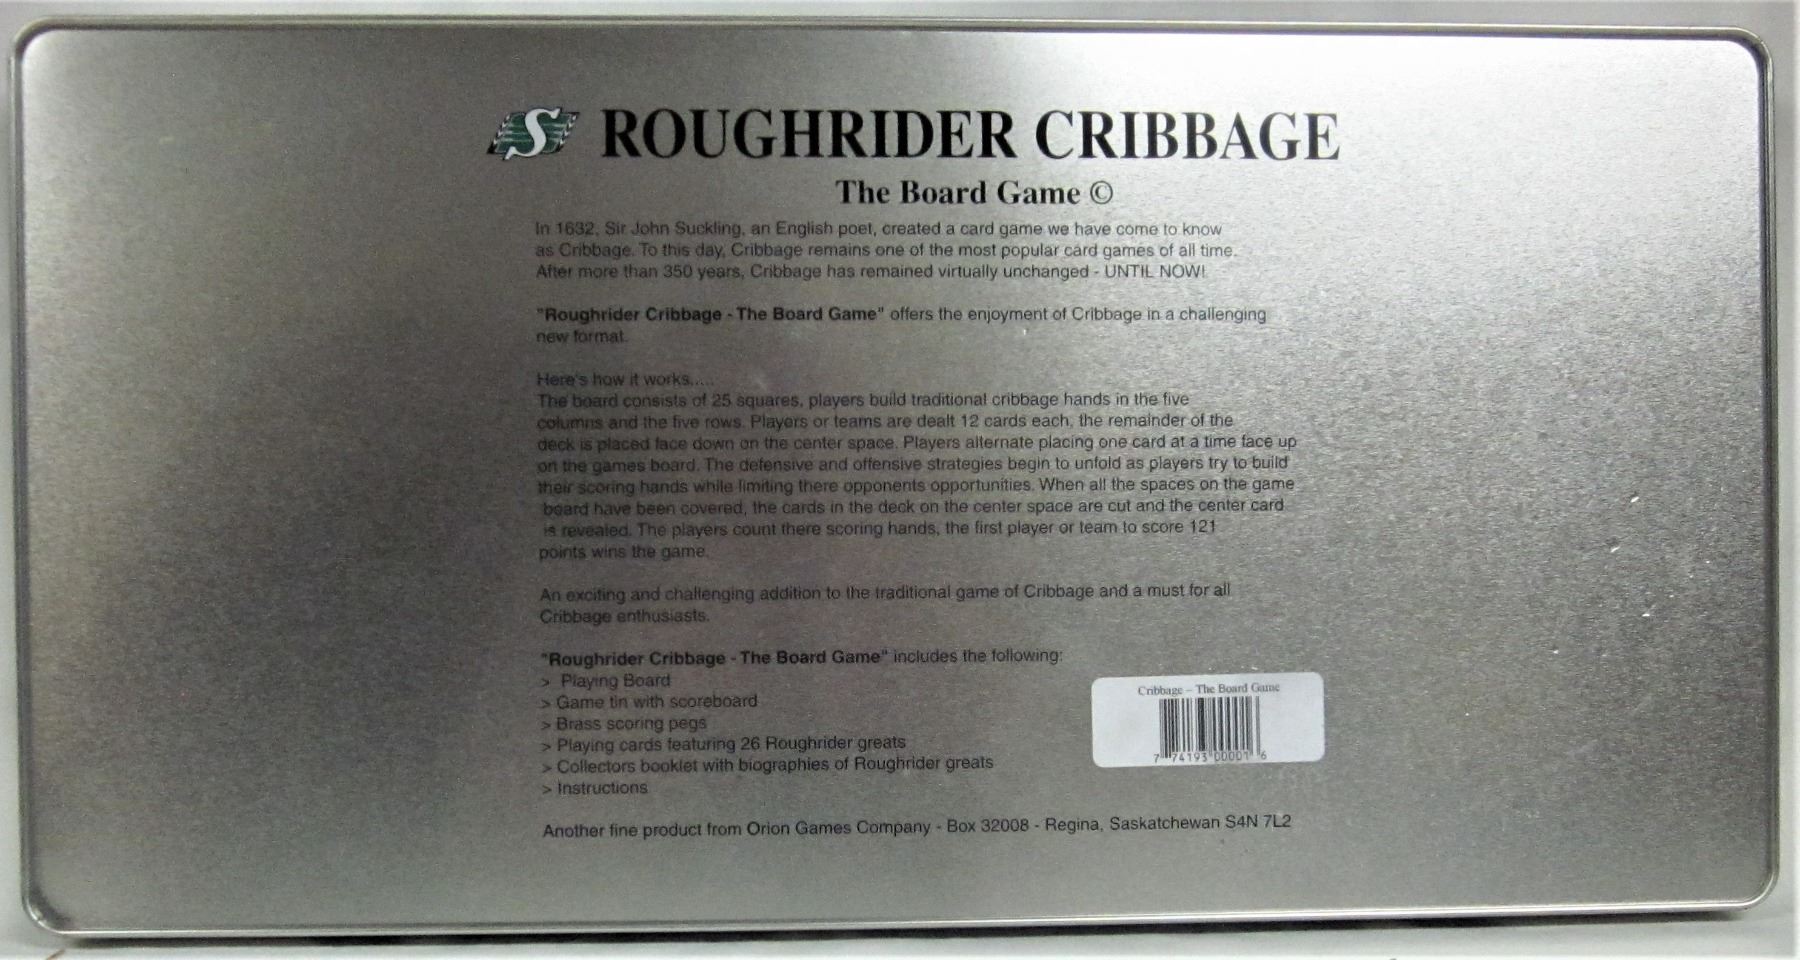 S ROUGHRIDER CRIBBAGE
The Board Game ©
In 1632, Sir John Suckling, an English poet, created a card game we have come to know
as Cribbage. To this day, Cribbage remains one of the most popular card games of all time.
After more than 350 years, Cribbage has remained virtually unchanged - UNTIL NOW!
"Roughrider Cribbage - The Board Game" offers the enjoyment of Cribbage in a challenging
new format.
Here's how it works.....
The board consists of 25 squares, players build traditional cribbage hands in the five
columns and the five rows. Players or teams are dealt 12 cards each, the remainder of the
deck is placed face down on the center space. Players alternate placing one card at a time face up
on the games board. The defensive and offensive strategies begin to unfold as players try to build
their scoring hands while limiting there opponents opportunities. When all the spaces on the game
board have been covered, the cards in the deck on the center space are cut and the center card
is revealed. The players count there scoring hands, the first player or team to score 121
points wins the game.
An exciting and challenging addition to the traditional game of Cribbage and a must for all
Cribbage enthusiasts.
"Roughrider Cribbage - The Board Game" includes the following:
> Playing Board
> Game tin with scoreboard
> Brass scoring pegs
> Playing cards featuring 26 Roughrider greats
> Collectors booklet with biographies of Roughrider greats
> Instructions
Cribbage – The Board Game
7 74193 00001 6
Another fine product from Orion Games Company - Box 32008 - Regina, Saskatchewan S4N 7L2